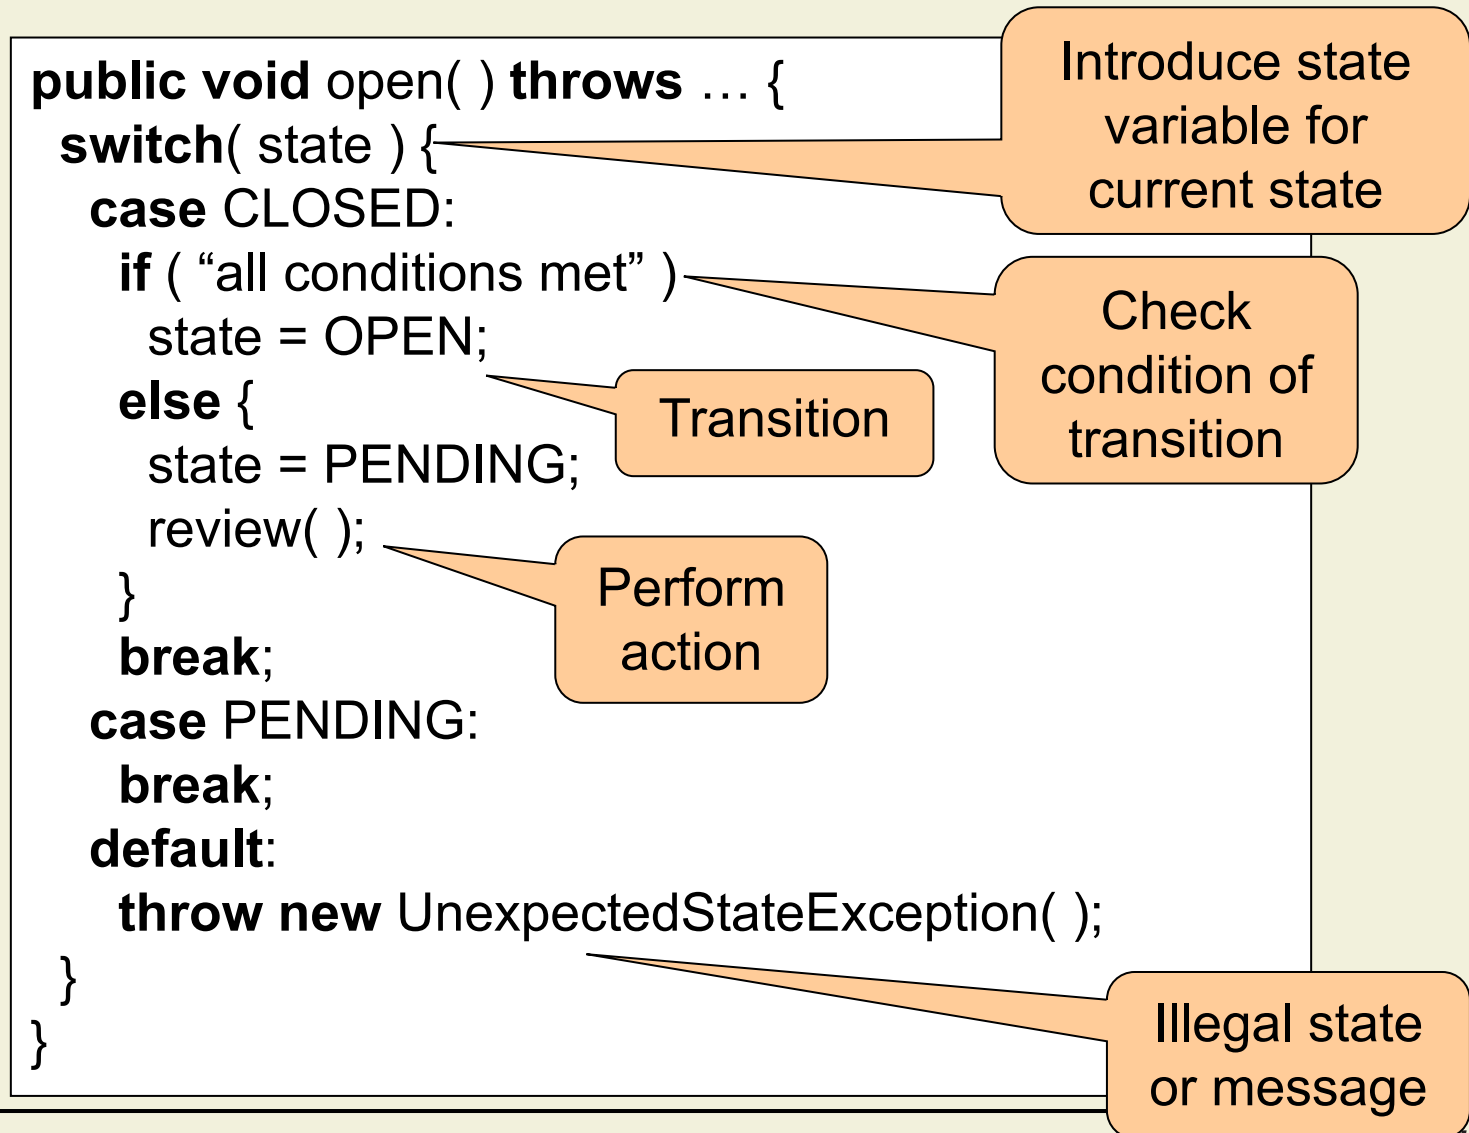 public void open( ) throws … {
switch( state ) {
case CLOSED:
if ( “all conditions met” )
state = OPEN;
else {
state = PENDING;
review( );
}
break;
case PENDING:
break;
default:
throw new UnexpectedStateException( );
}
}
Introduce state
variable for
current state
Check
condition of
transition
Transition
Perform
action
Illegal state
or message